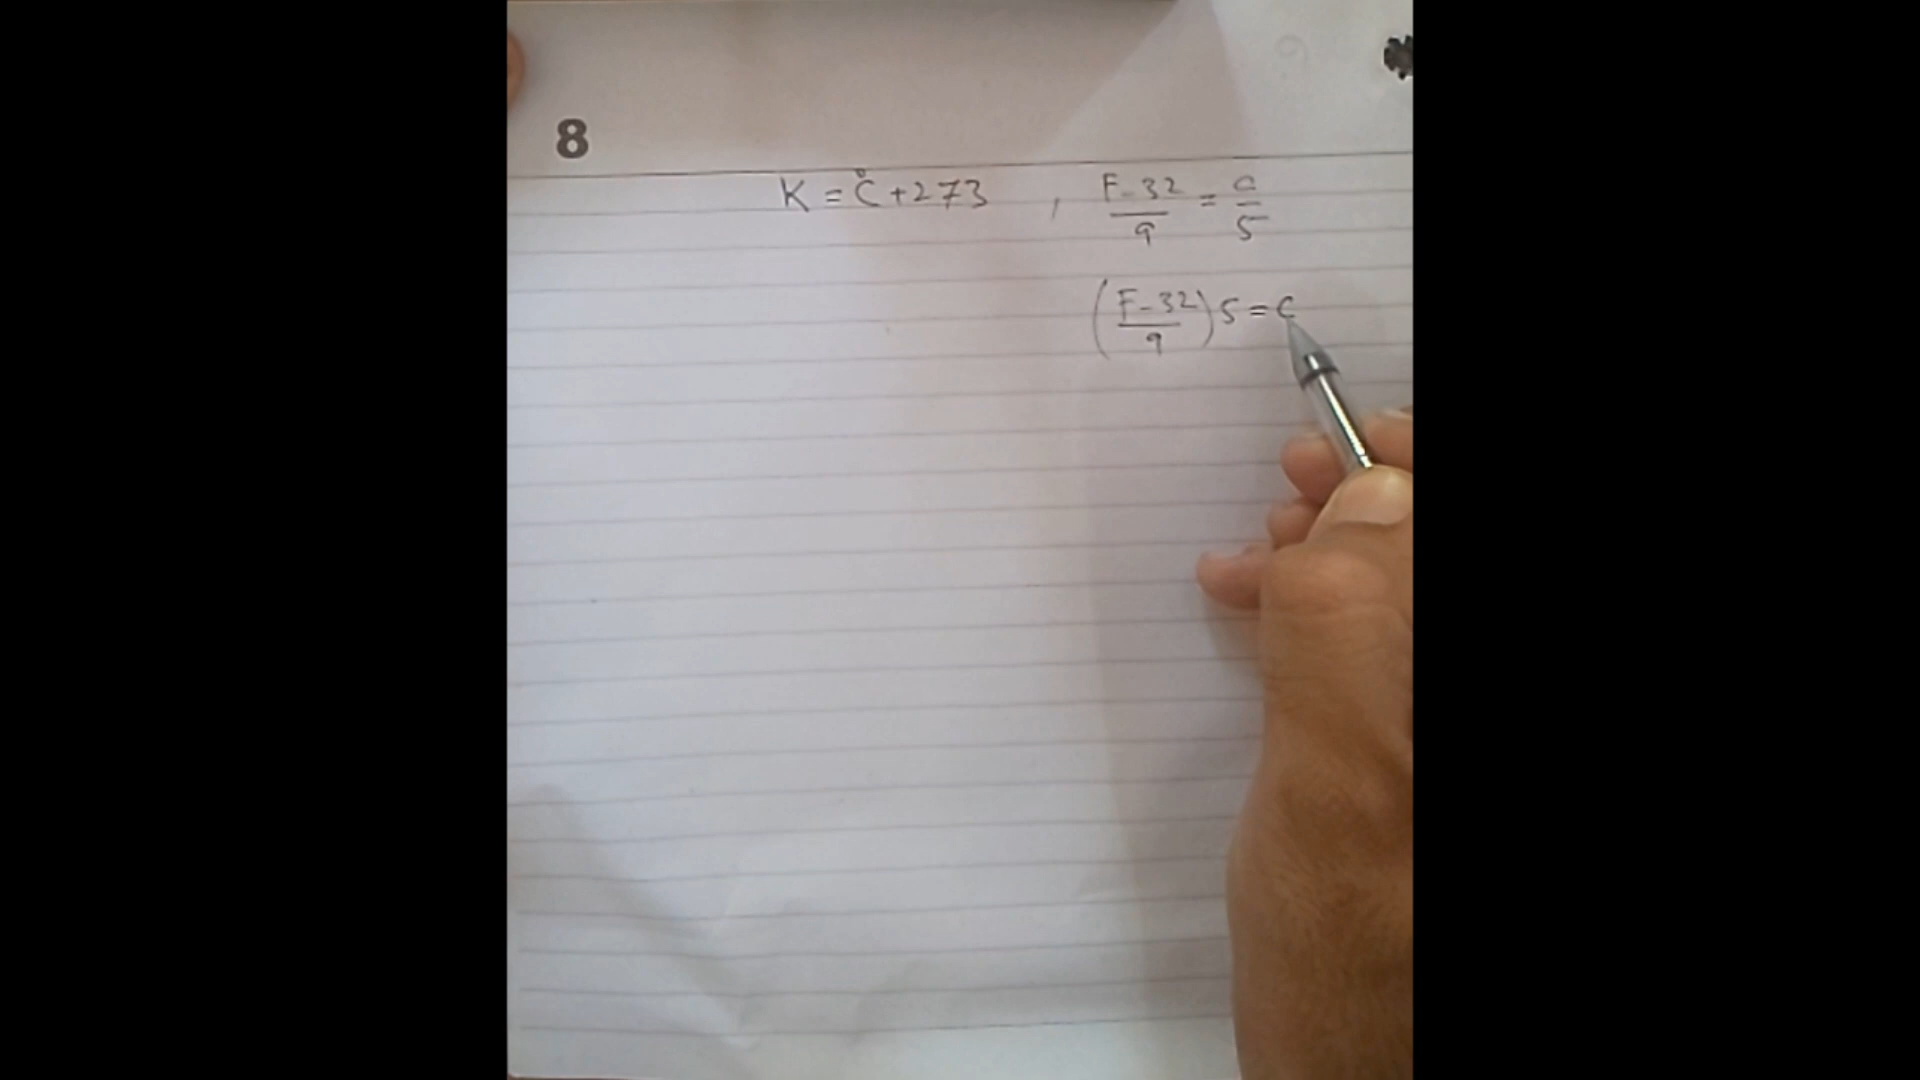 8
K = °C + 273 , (F - 32)/9 = C/5
((F - 32)/9) 5 = C